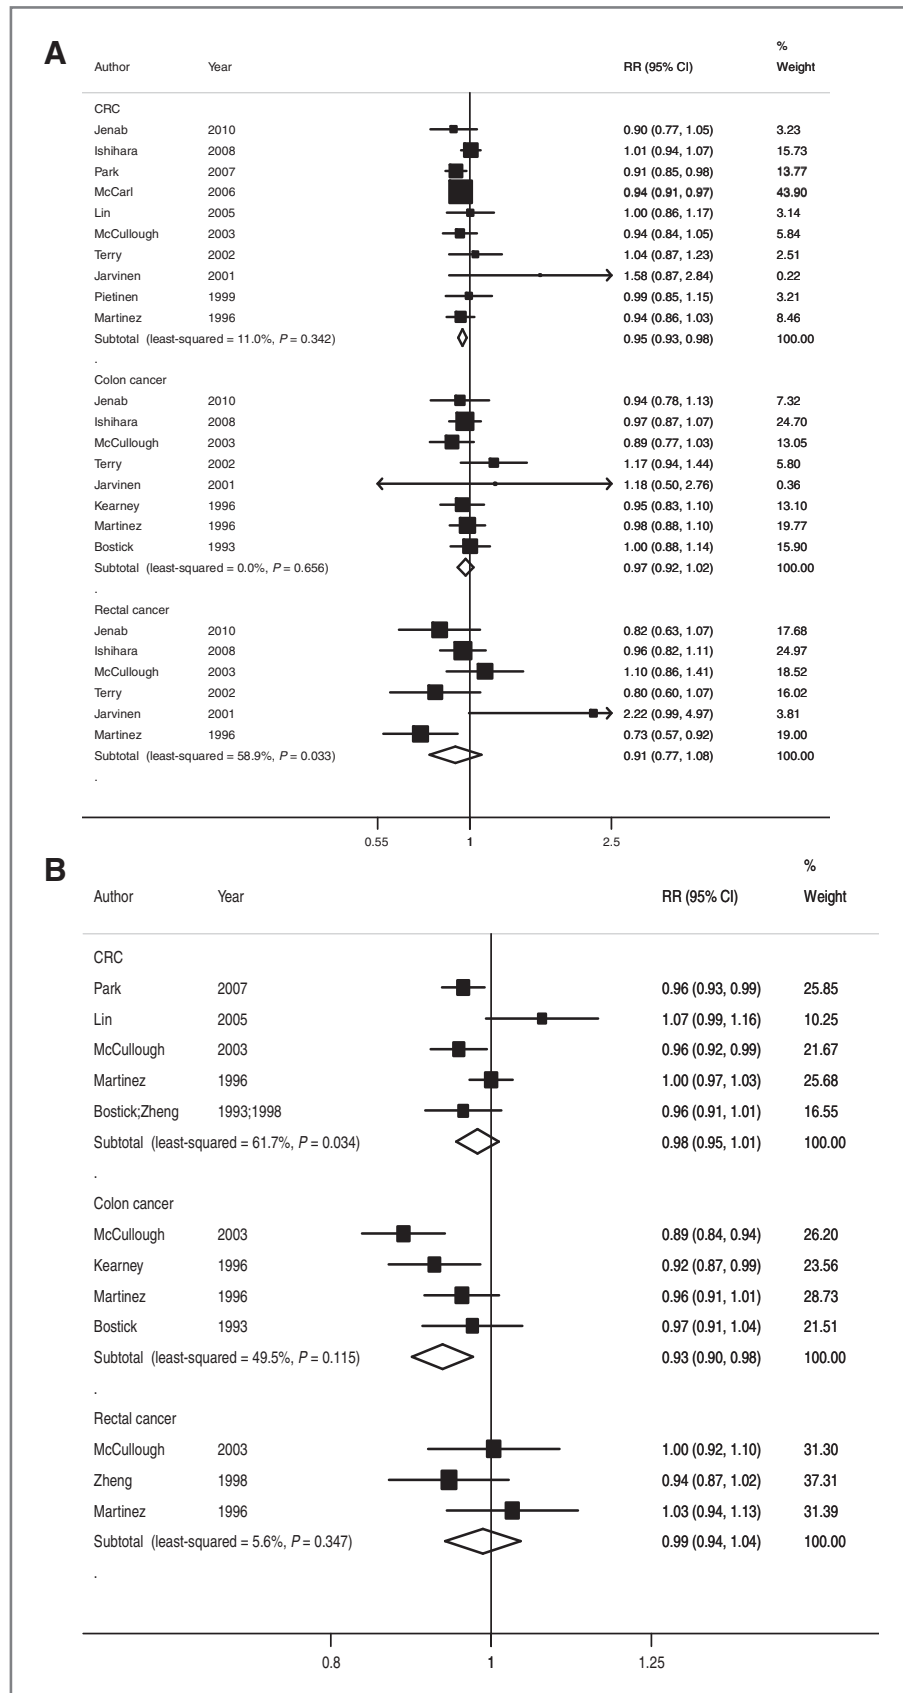 A
%
Author Year RR (95% CI) Weight
CRC
Jenab 2010 0.90 (0.77, 1.05) 3.23
Ishihara 2008 1.01 (0.94, 1.07) 15.73
Park 2007 0.91 (0.85, 0.98) 13.77
McCarl 2006 0.94 (0.91, 0.97) 43.90
Lin 2005 1.00 (0.86, 1.17) 3.14
McCullough 2003 0.94 (0.84, 1.05) 5.84
Terry 2002 1.04 (0.87, 1.23) 2.51
Jarvinen 2001 1.58 (0.87, 2.84) 0.22
Pietinen 1999 0.99 (0.85, 1.15) 3.21
Martinez 1996 0.94 (0.86, 1.03) 8.46
Subtotal (least-squared = 11.0%, P = 0.342) 0.95 (0.93, 0.98) 100.00
.
Colon cancer
Jenab 2010 0.94 (0.78, 1.13) 7.32
Ishihara 2008 0.97 (0.87, 1.07) 24.70
McCullough 2003 0.89 (0.77, 1.03) 13.05
Terry 2002 1.17 (0.94, 1.44) 5.80
Jarvinen 2001 1.18 (0.50, 2.76) 0.36
Kearney 1996 0.95 (0.83, 1.10) 13.10
Martinez 1996 0.98 (0.88, 1.10) 19.77
Bostick 1993 1.00 (0.88, 1.14) 15.90
Subtotal (least-squared = 0.0%, P = 0.656) 0.97 (0.92, 1.02) 100.00
.
Rectal cancer
Jenab 2010 0.82 (0.63, 1.07) 17.68
Ishihara 2008 0.96 (0.82, 1.11) 24.97
McCullough 2003 1.10 (0.86, 1.41) 18.52
Terry 2002 0.80 (0.60, 1.07) 16.02
Jarvinen 2001 2.22 (0.99, 4.97) 3.81
Martinez 1996 0.73 (0.57, 0.92) 19.00
Subtotal (least-squared = 58.9%, P = 0.033) 0.91 (0.77, 1.08) 100.00
.
0.55 1 2.5
B
%
Author Year RR (95% CI) Weight
CRC
Park 2007 0.96 (0.93, 0.99) 25.85
Lin 2005 1.07 (0.99, 1.16) 10.25
McCullough 2003 0.96 (0.92, 0.99) 21.67
Martinez 1996 1.00 (0.97, 1.03) 25.68
Bostick;Zheng 1993;1998 0.96 (0.91, 1.01) 16.55
Subtotal (least-squared = 61.7%, P = 0.034) 0.98 (0.95, 1.01) 100.00
.
Colon cancer
McCullough 2003 0.89 (0.84, 0.94) 26.20
Kearney 1996 0.92 (0.87, 0.99) 23.56
Martinez 1996 0.96 (0.91, 1.01) 28.73
Bostick 1993 0.97 (0.91, 1.04) 21.51
Subtotal (least-squared = 49.5%, P = 0.115) 0.93 (0.90, 0.98) 100.00
.
Rectal cancer
McCullough 2003 1.00 (0.92, 1.10) 31.30
Zheng 1998 0.94 (0.87, 1.02) 37.31
Martinez 1996 1.03 (0.94, 1.13) 31.39
Subtotal (least-squared = 5.6%, P = 0.347) 0.99 (0.94, 1.04) 100.00
.
0.8 1 1.25